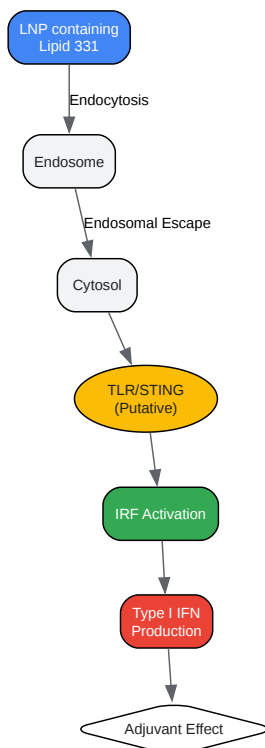 LNP containing
Lipid 331
Endocytosis
Endosome
Endosomal Escape
Cytosol
TLR/STING
(Putative)
IRF Activation
Type I IFN
Production
Adjuvant Effect